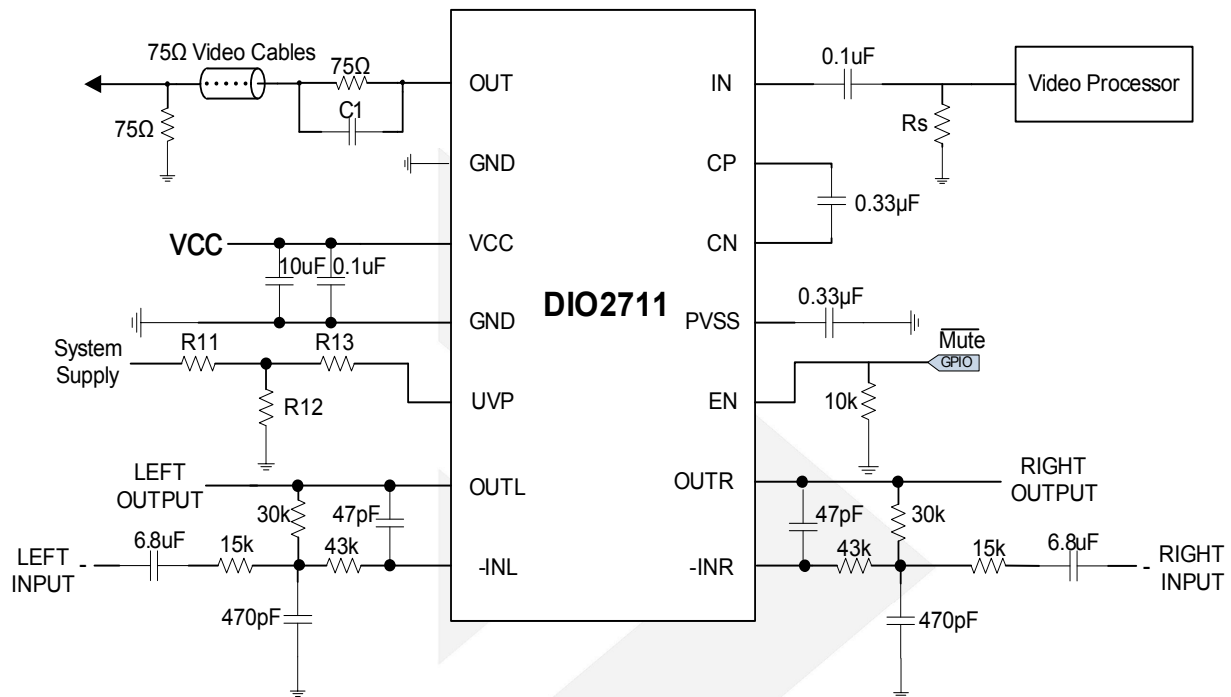 75Ω Video Cables
75Ω
C1
75Ω
OUT
GND
VCC
VCC
10uF
0.1uF
GND
System
Supply
R11
R13
R12
UVP
LEFT
OUTPUT
OUTL
30k
47pF
LEFT
INPUT
-
6.8uF
15k
43k
-INL
470pF
DIO2711
IN
0.1uF
Video Processor
Rs
CP
0.33µF
CN
PVSS
0.33µF
Mute
GPIO
EN
10k
OUTR
RIGHT
OUTPUT
47pF
30k
-INR
43k
15k
6.8uF
-
RIGHT
INPUT
470pF